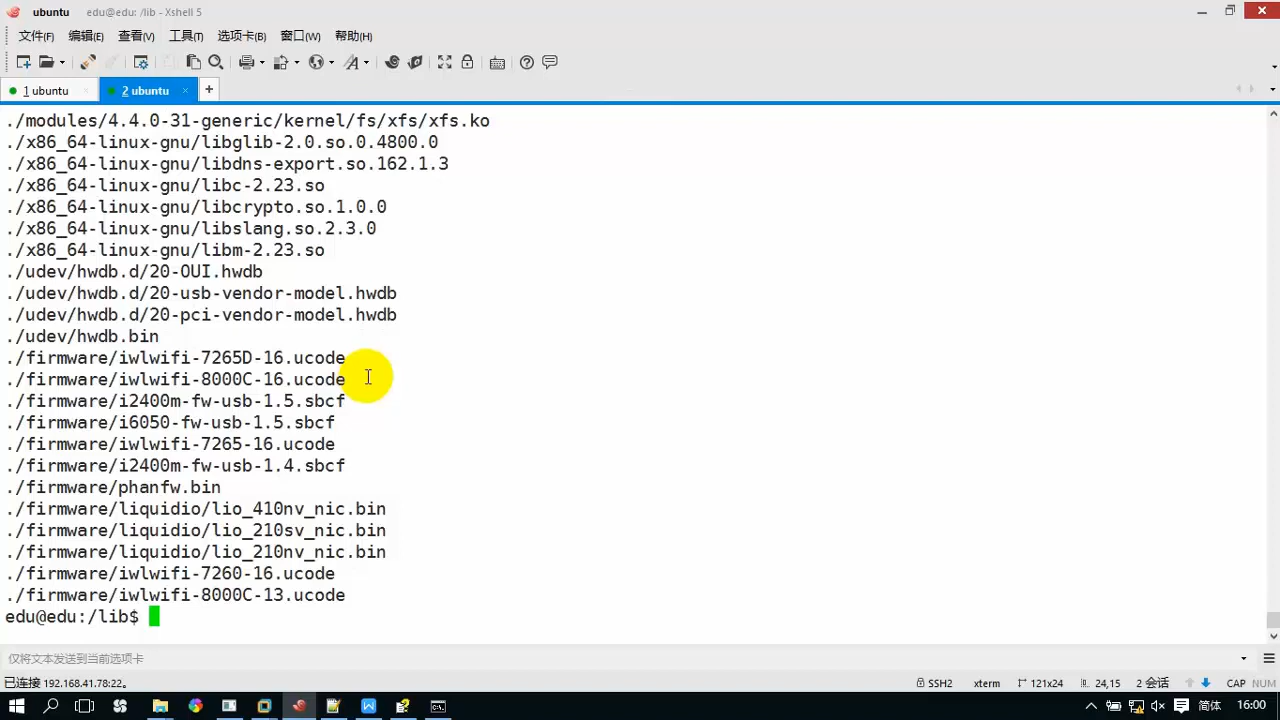 ubuntu edu@edu: /lib - Xshell 5
文件(F) 编辑(E) 查看(V) 工具(T) 选项卡(B) 窗口(W) 帮助(H)
1 ubuntu 2 ubuntu
./modules/4.4.0-31-generic/kernel/fs/xfs/xfs.ko
./x86_64-linux-gnu/libglib-2.0.so.0.4800.0
./x86_64-linux-gnu/libdns-export.so.162.1.3
./x86_64-linux-gnu/libc-2.23.so
./x86_64-linux-gnu/libcrypto.so.1.0.0
./x86_64-linux-gnu/libslang.so.2.3.0
./x86_64-linux-gnu/libm-2.23.so
./udev/hwdb.d/20-OUI.hwdb
./udev/hwdb.d/20-usb-vendor-model.hwdb
./udev/hwdb.d/20-pci-vendor-model.hwdb
./udev/hwdb.bin
./firmware/iwlwifi-7265D-16.ucode
./firmware/iwlwifi-8000C-16.ucode
./firmware/i2400m-fw-usb-1.5.sbcf
./firmware/i6050-fw-usb-1.5.sbcf
./firmware/iwlwifi-7265-16.ucode
./firmware/i2400m-fw-usb-1.4.sbcf
./firmware/phanfw.bin
./firmware/liquidio/lio_410nv_nic.bin
./firmware/liquidio/lio_210sv_nic.bin
./firmware/liquidio/lio_210nv_nic.bin
./firmware/iwlwifi-7260-16.ucode
./firmware/iwlwifi-8000C-13.ucode
edu@edu:/lib$
仅将文本发送到当前选项卡
已连接 192.168.41.78:22。 SSH2 xterm 121x24 24,15 2 会话 CAP NUM
简体 16:00